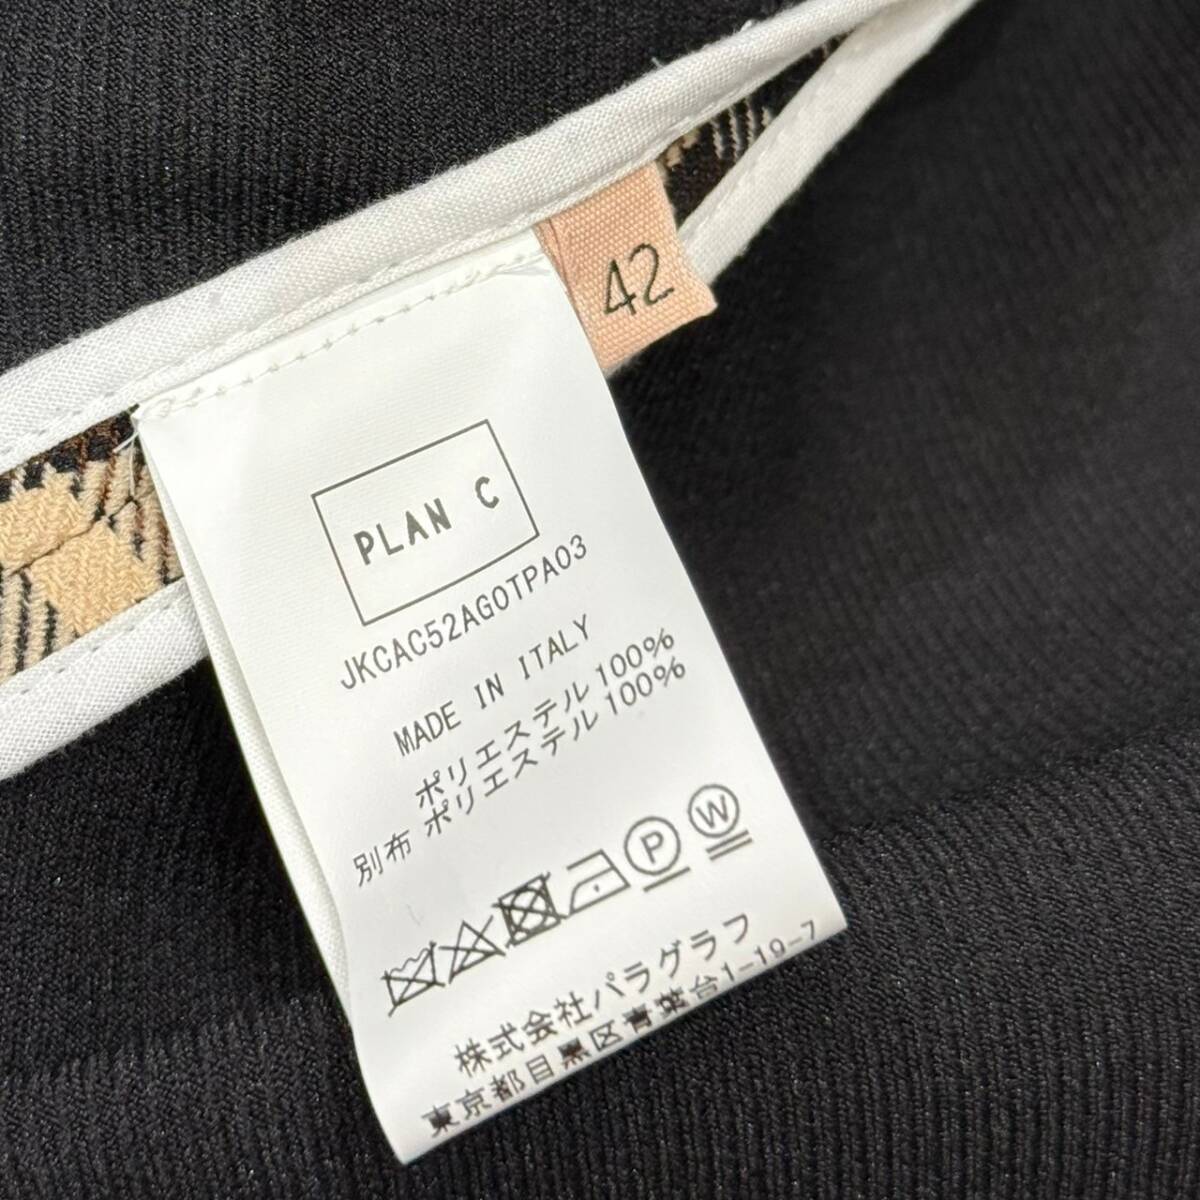 42
PLAN C
JKCAC52AG0TPA03
MADE IN ITALY
ポリエステル 100%
別布 ポリエステル 100%
P W
株式会社パラグラフ
東京都目黒区青葉台1-19-7